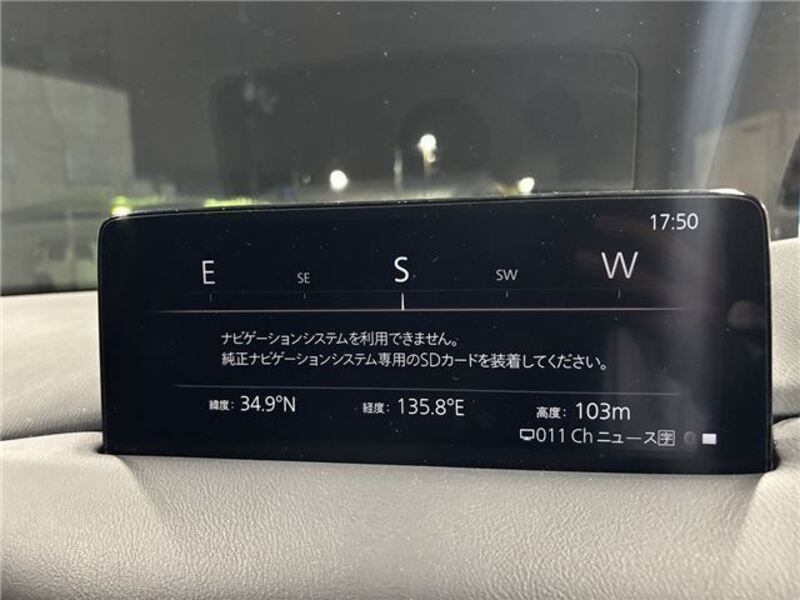 17:50
E SE S SW W
ナビゲーションシステムを利用できません。
純正ナビゲーションシステム専用のSDカードを装着してください。
緯度: 34.9°N 経度: 135.8°E 高度: 103m
011 Ch ニュース字